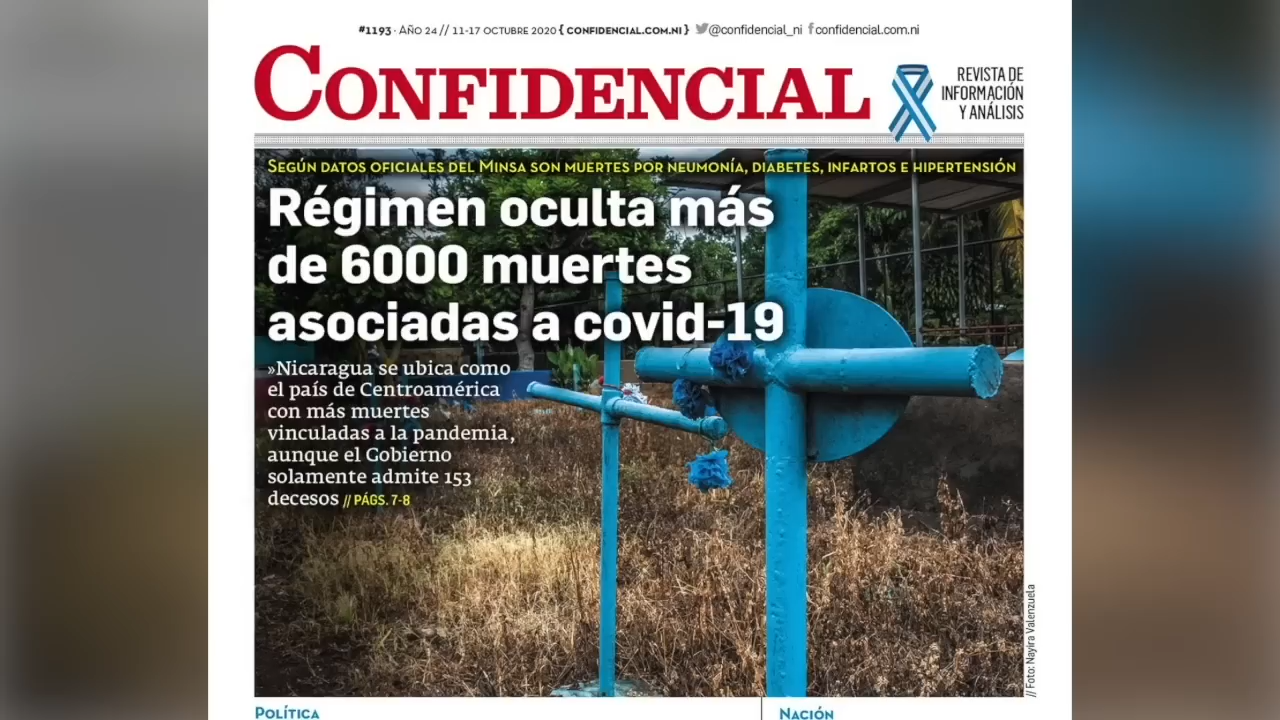 #1193 · AÑO 24 // 11-17 OCTUBRE 2020 { CONFIDENCIAL.COM.NI } @confidencial_ni confidencial.com.ni
CONFIDENCIAL
REVISTA DE
INFORMACIÓN
Y ANÁLISIS
SEGÚN DATOS OFICIALES DEL MINSA SON MUERTES POR NEUMONÍA, DIABETES, INFARTOS E HIPERTENSIÓN
Régimen oculta más
de 6000 muertes
asociadas a covid-19
»Nicaragua se ubica como
el país de Centroamérica
con más muertes
vinculadas a la pandemia,
aunque el Gobierno
solamente admite 153
decesos // PÁGS. 7-8
// Foto: Nayira Valenzuela
POLÍTICA
NACIÓN